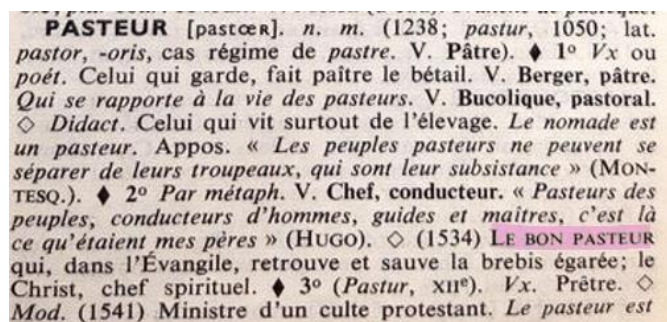 PASTEUR [pastœʀ]. n. m. (1238; pastur, 1050; lat.
pastor, -oris, cas régime de pastre. V. Pâtre). ♦ 1º Vx ou
poét. Celui qui garde, fait paître le bétail. V. Berger, pâtre.
Qui se rapporte à la vie des pasteurs. V. Bucolique, pastoral.
◇ Didact. Celui qui vit surtout de l'élevage. Le nomade est
un pasteur. Appos. « Les peuples pasteurs ne peuvent se
séparer de leurs troupeaux, qui sont leur subsistance » (MON-
TESQ.). ♦ 2º Par métaph. V. Chef, conducteur. « Pasteurs des
peuples, conducteurs d'hommes, guides et maîtres, c'est là
ce qu'étaient mes pères » (HUGO). ◇ (1534) LE BON PASTEUR
qui, dans l'Évangile, retrouve et sauve la brebis égarée; le
Christ, chef spirituel. ♦ 3º (Pastur, XIIe). Vx. Prêtre. ◇
Mod. (1541) Ministre d'un culte protestant. Le pasteur est